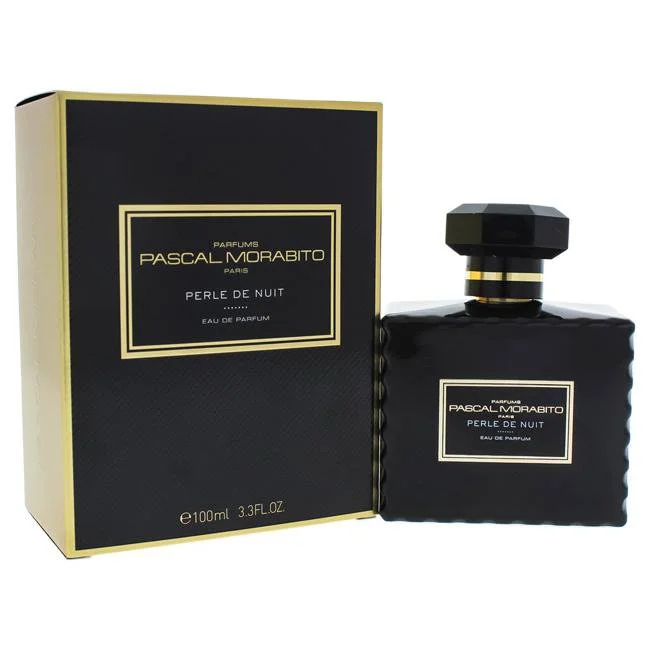 PARFUMS
PASCAL MORABITO
PARIS
PERLE DE NUIT
EAU DE PARFUM
℮100ml 3.3FL.OZ.
PARFUMS
PASCAL MORABITO
PARIS
PERLE DE NUIT
EAU DE PARFUM